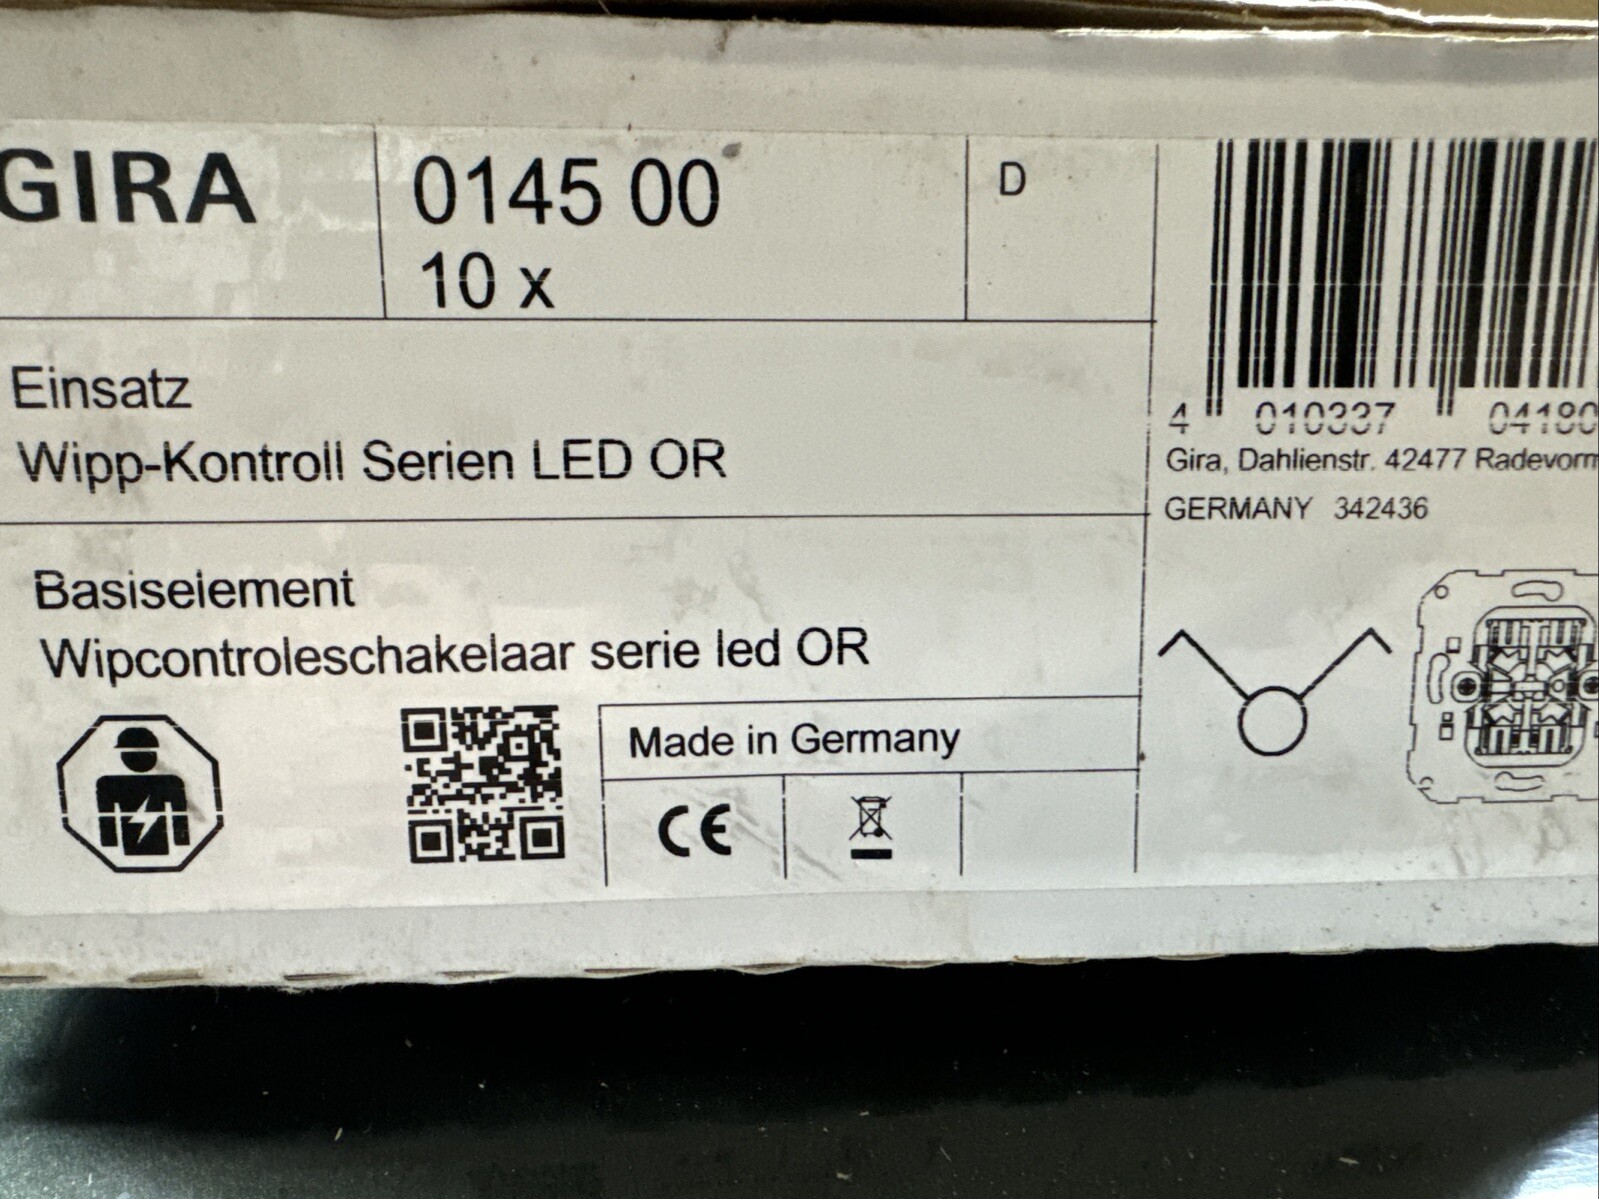 GIRA
0145 00
10 x
D
Einsatz
Wipp-Kontroll Serien LED OR
4 010337 04180
Gira, Dahlienstr. 42477
GERMANY 342436
Basiselement
Wipcontroleschakelaar serie led OR
Made in Germany
CE